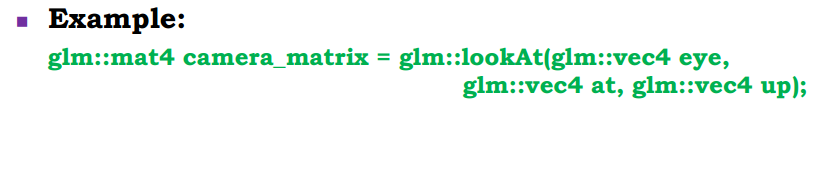 Example:
glm::mat4 camera_matrix = glm::lookAt(glm::vec4 eye,
glm::vec4 at, glm::vec4 up);